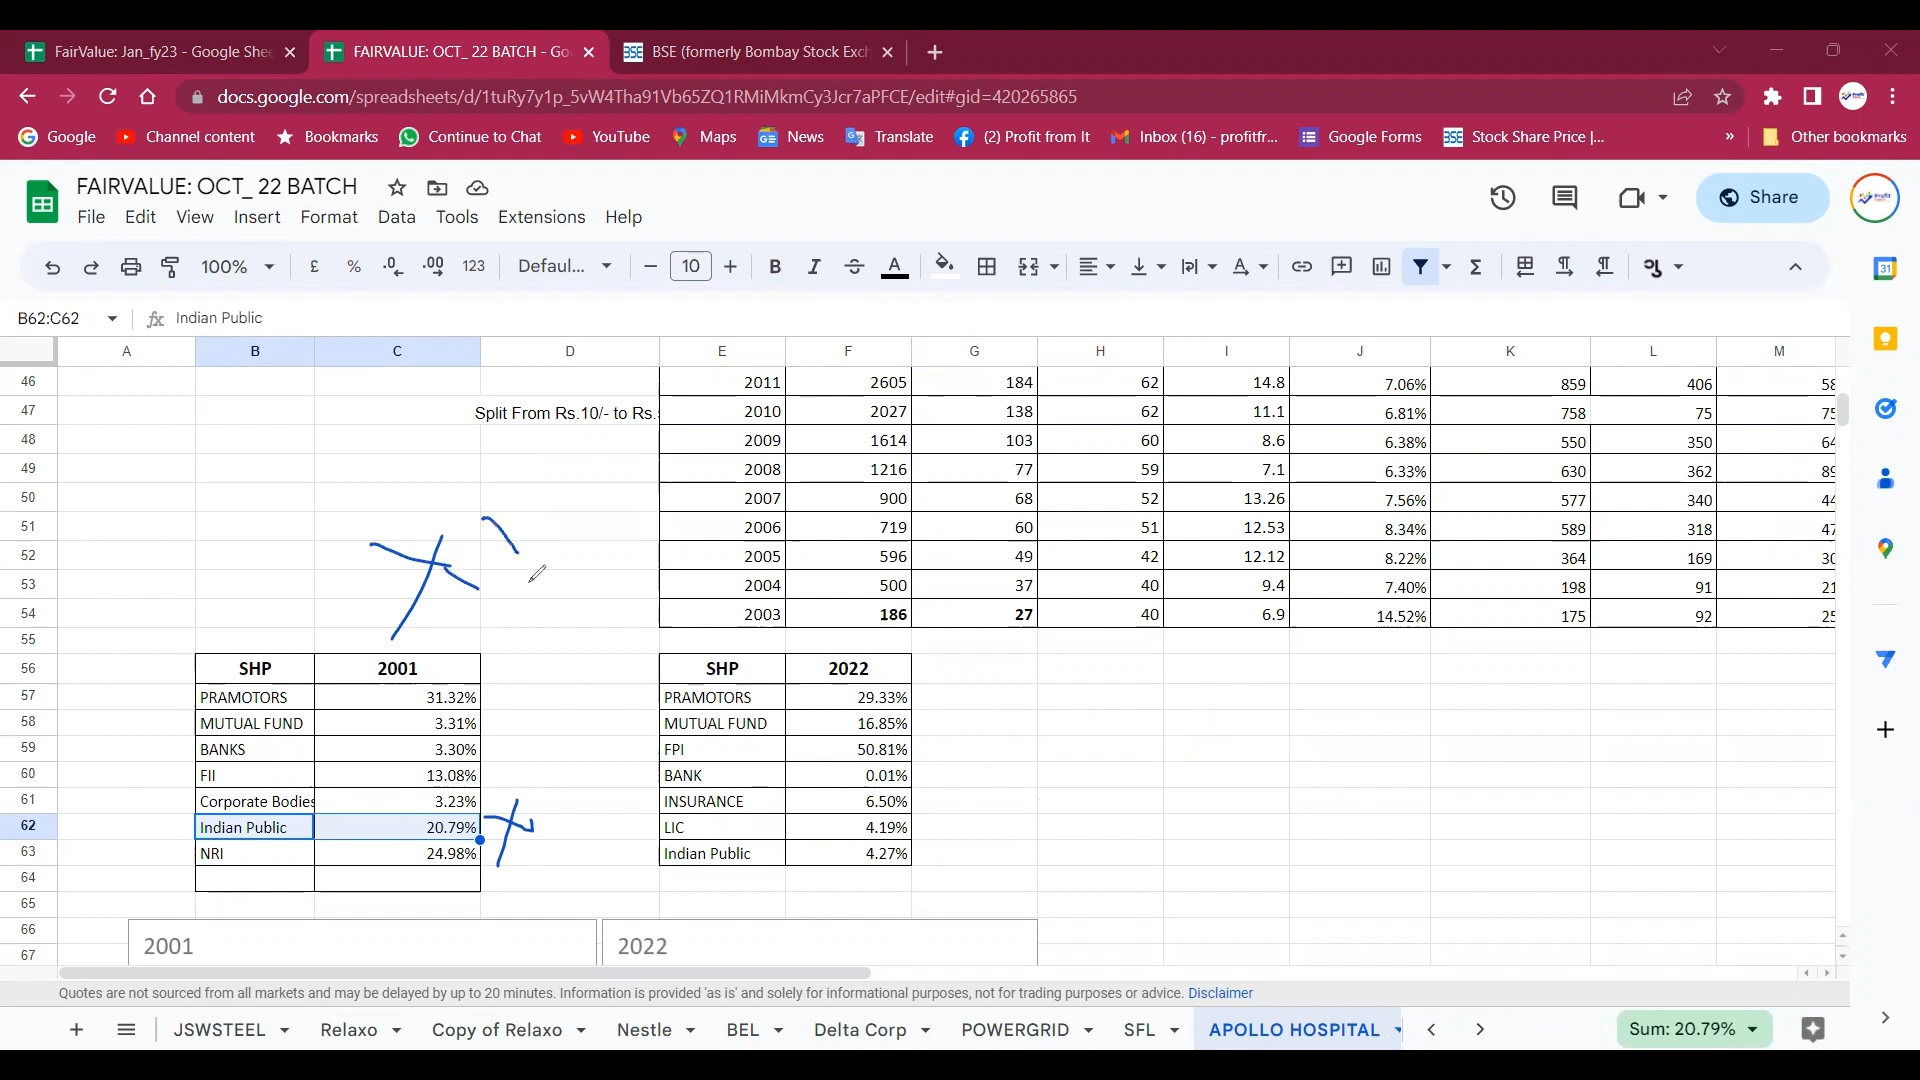 FairValue: Jan_fy23 - Google Shee
FAIRVALUE: OCT_ 22 BATCH - Go
BSE (formerly Bombay Stock Exch
docs.google.com/spreadsheets/d/1tuRy7y1p_5vW4Tha91Vb65ZQ1RMiMkmCy3Jcr7aPFCE/edit#gid=420265865
Google Channel content Bookmarks Continue to Chat YouTube Maps News Translate (2) Profit from It Inbox (16) - profitfr... Google Forms Stock Share Price |... » Other bookmarks
FAIRVALUE: OCT_ 22 BATCH
Share
File Edit View Insert Format Data Tools Extensions Help
100% £ % .0 .00 123 Defaul... 10 B I A
B62:C62 fx Indian Public
A B C D E F G H I J K L M
46 2011 2605 184 62 14.8 7.06% 859 406 58
47 Split From Rs.10/- to Rs. 2010 2027 138 62 11.1 6.81% 758 75 75
48 2009 1614 103 60 8.6 6.38% 550 350 64
49 2008 1216 77 59 7.1 6.33% 630 362 89
50 2007 900 68 52 13.26 7.56% 577 340 44
51 2006 719 60 51 12.53 8.34% 589 318 47
52 2005 596 49 42 12.12 8.22% 364 169 30
53 2004 500 37 40 9.4 7.40% 198 91 21
54 2003 186 27 40 6.9 14.52% 175 92 25
55
56 SHP 2001 SHP 2022
57 PRAMOTORS 31.32% PRAMOTORS 29.33%
58 MUTUAL FUND 3.31% MUTUAL FUND 16.85%
59 BANKS 3.30% FPI 50.81%
60 FII 13.08% BANK 0.01%
61 Corporate Bodies 3.23% INSURANCE 6.50%
62 Indian Public 20.79% LIC 4.19%
63 NRI 24.98% Indian Public 4.27%
64
65
66 2001 2022
67
Quotes are not sourced from all markets and may be delayed by up to 20 minutes. Information is provided 'as is' and solely for informational purposes, not for trading purposes or advice. Disclaimer
JSWSTEEL Relaxo Copy of Relaxo Nestle BEL Delta Corp POWERGRID SFL APOLLO HOSPITAL Sum: 20.79%